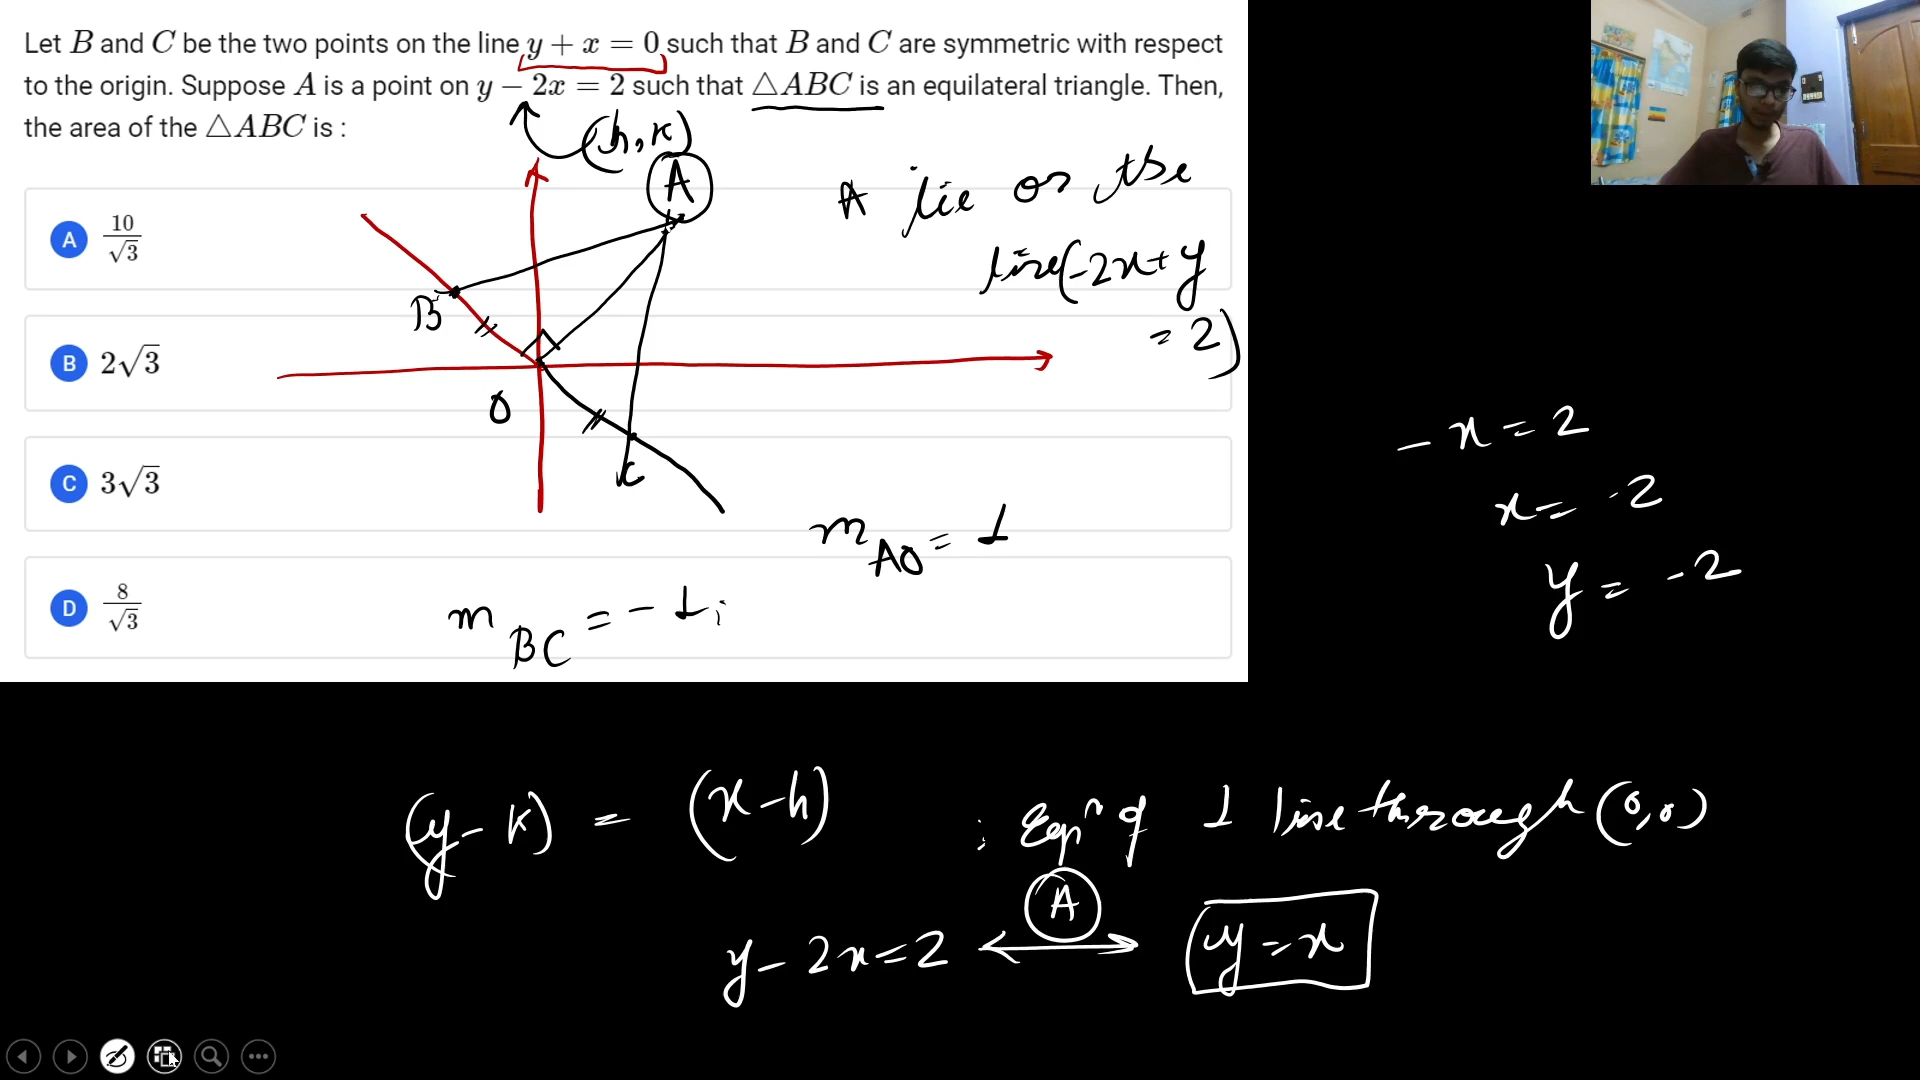 Let B and C be the two points on the line y + x = 0 such that B and C are symmetric with respect
to the origin. Suppose A is a point on y − 2x = 2 such that △ABC is an equilateral triangle. Then,
the area of the △ABC is :
(h, k)
A
A lie on the
line(-2x+y
= 2)
A 10/√3
B
B 2√3
O
C 3√3
C
m AO = 1
D 8/√3
m BC = -1;
-x = 2
x = -2
y = -2
(y-k) = (x-h) ; Eqn of ⊥ line through (0,0)
A
y-2x=2 ⟷ y=x